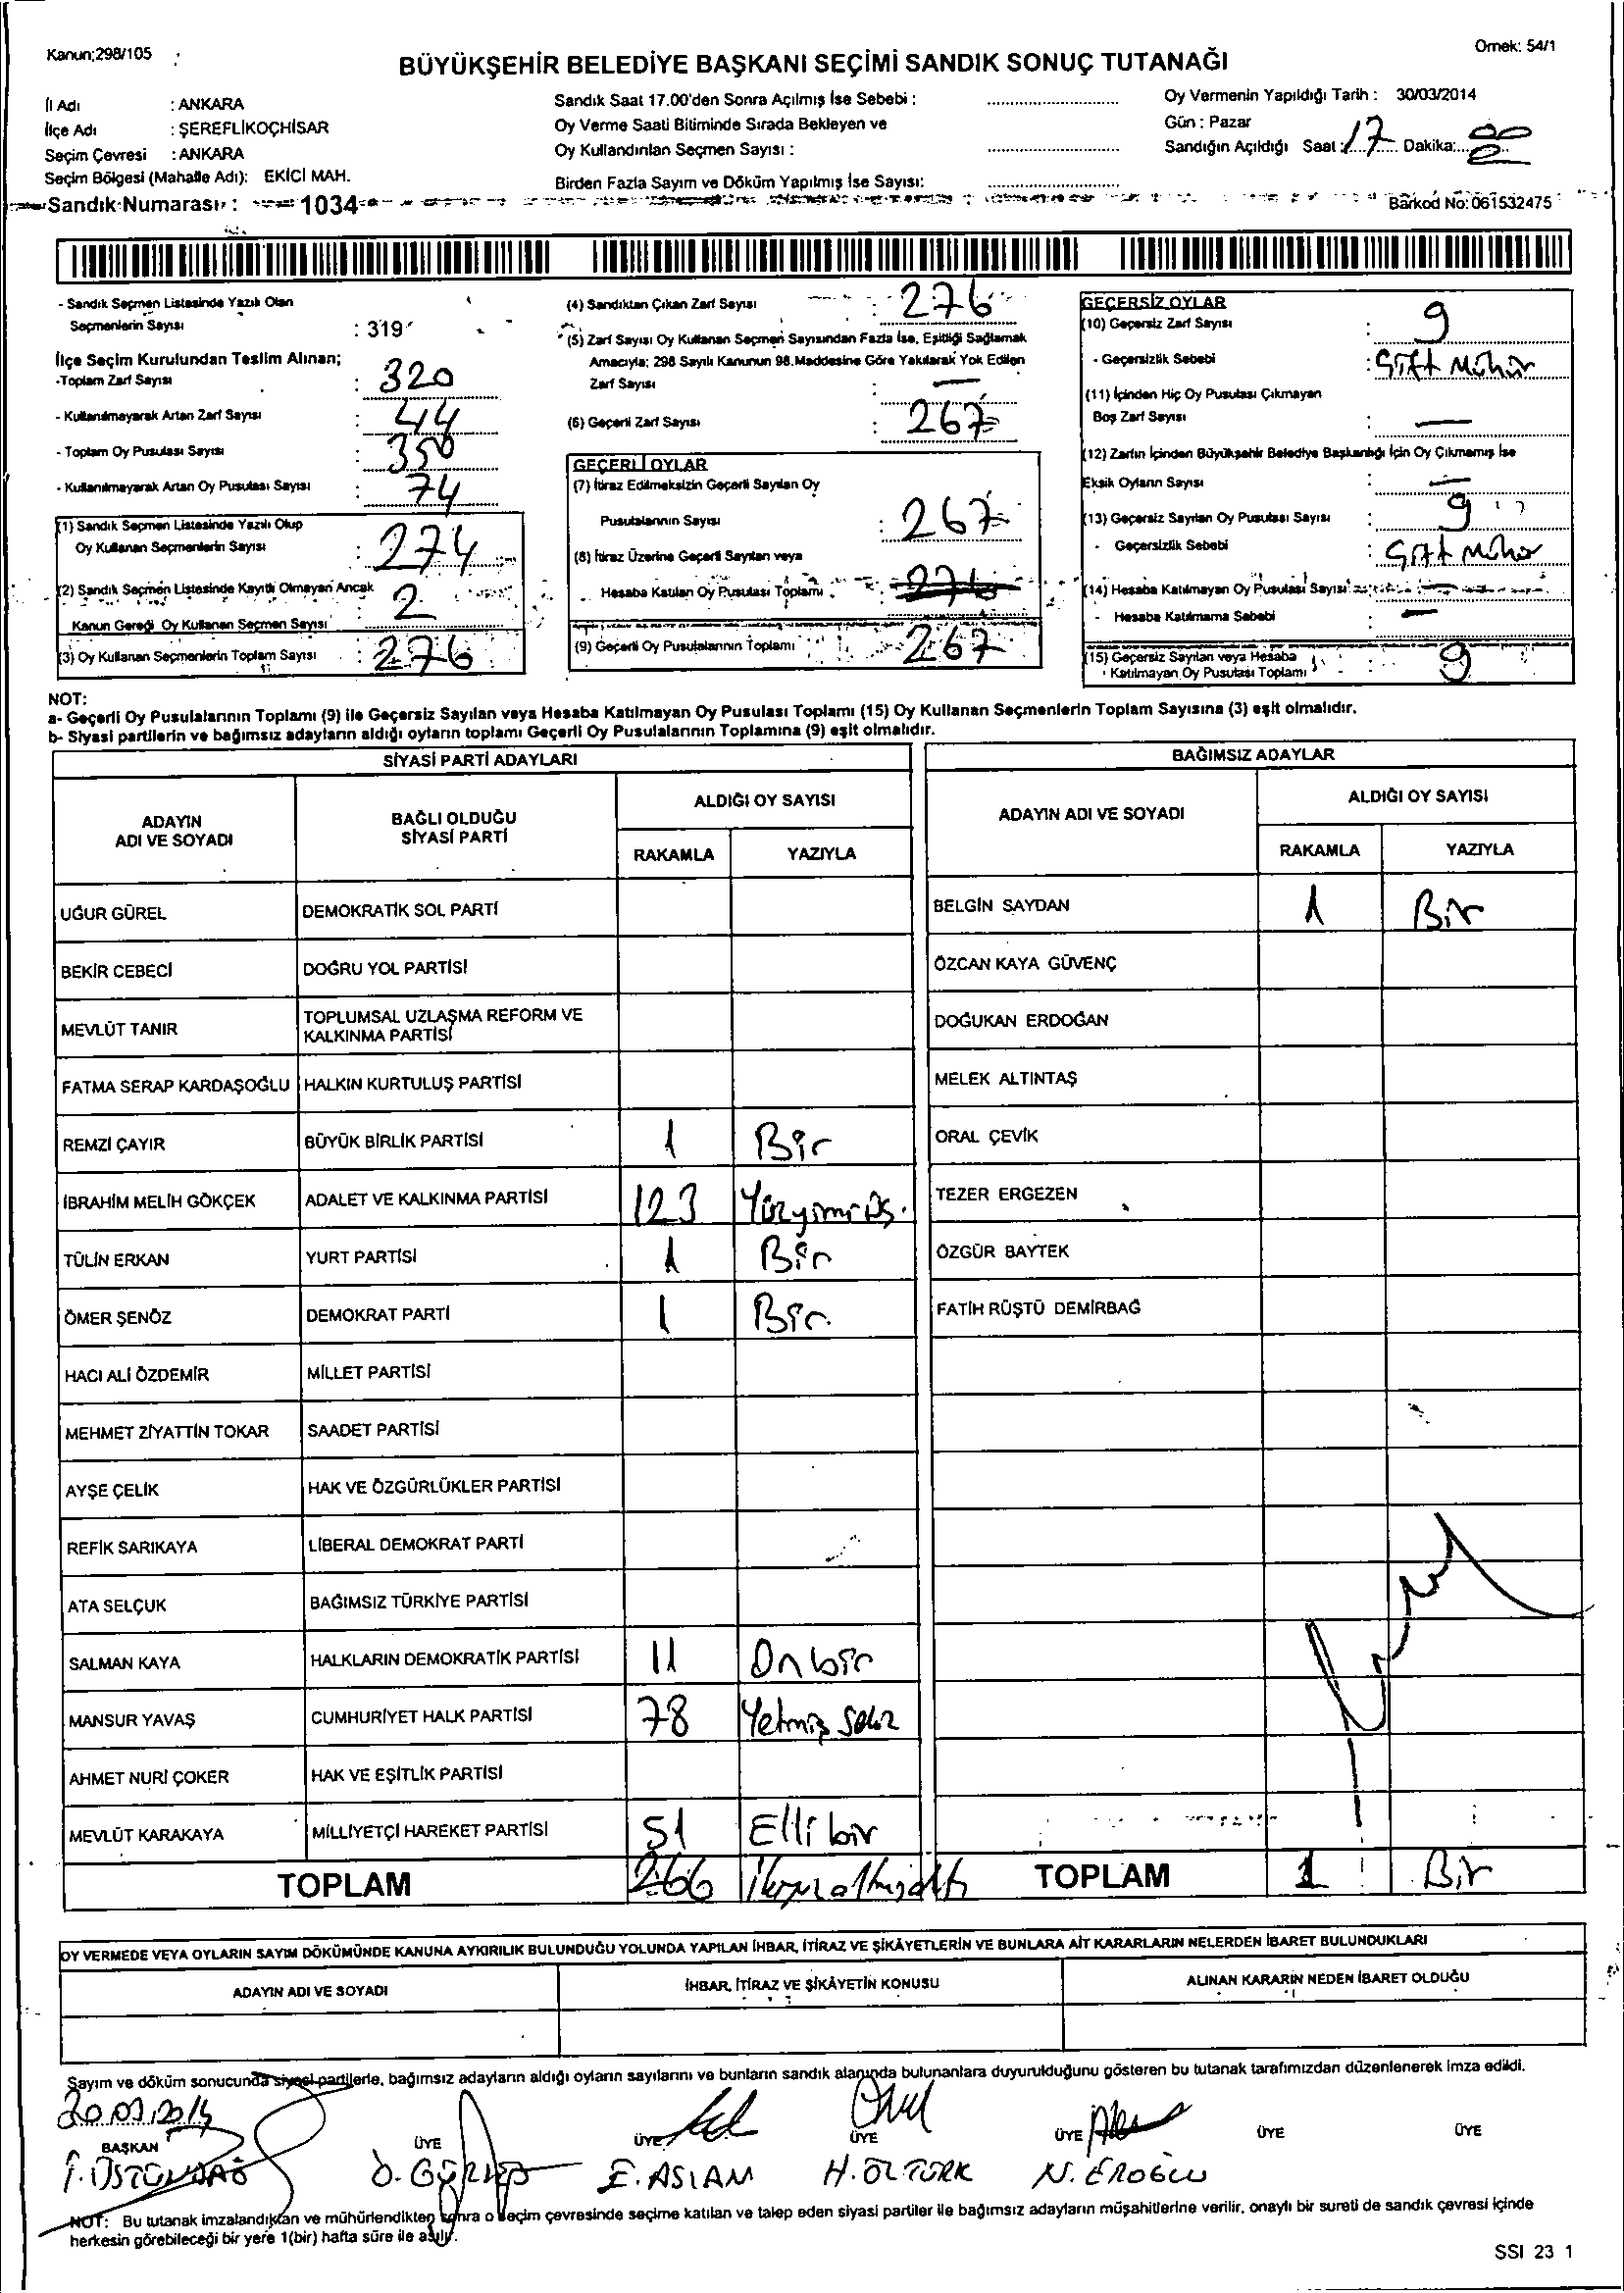 Kanun;298/105
Örnek: 54/1
BÜYÜKŞEHİR BELEDİYE BAŞKANI SEÇİMİ SANDIK SONUÇ TUTANAĞI
İl Adı : ANKARA
İlçe Adı : ŞEREFLİKOÇHİSAR
Seçim Çevresi : ANKARA
Seçim Bölgesi (Mahalle Adı): EKİCİ MAH.
Sandık Numarası : 1034
Sandık Saat 17.00'den Sonra Açılmış İse Sebebi :
Oy Verme Saati Bitiminde Sırada Bekleyen ve
Oy Kullandırılan Seçmen Sayısı :
Birden Fazla Sayım ve Döküm Yapılmış İse Sayısı:
Oy Vermenin Yapıldığı Tarih : 30/03/2014
Gün : Pazar
Sandığın Açıldığı Saat : 17 Dakika: 00
Barkod No: 061532475
- Sandık Seçmen Listesinde Yazılı Olan
Seçmenlerin Sayısı : 319
İlçe Seçim Kurulundan Teslim Alınan;
-Toplam Zarf Sayısı : 320
- Kullanılmayarak Artan Zarf Sayısı : 44
- Toplam Oy Pusulası Sayısı : 350
- Kullanılmayarak Artan Oy Pusulası Sayısı : 74
(1) Sandık Seçmen Listesinde Yazılı Olup
Oy Kullanan Seçmenlerin Sayısı : 274
(2) Sandık Seçmen Listesinde Kayıtlı Olmayan Ancak
Kanun Gereği Oy Kullanan Seçmen Sayısı : 2
(3) Oy Kullanan Seçmenlerin Toplam Sayısı : 276
(4) Sandıktan Çıkan Zarf Sayısı : 276
(5) Zarf Sayısı Oy Kullanan Seçmen Sayısından Fazla İse, Eşitliği Sağlamak
Amacıyla; 298 Sayılı Kanunun 98.Maddesine Göre Yakılarak Yok Edilen
Zarf Sayısı : —
(6) Geçerli Zarf Sayısı : 267
GEÇERLİ OYLAR
(7) İtiraz Edilmeksizin Geçerli Sayılan Oy
Pusulalarının Sayısı : 267
(8) İtiraz Üzerine Geçerli Sayılan veya
Hesaba Katılan Oy Pusulası Toplamı : 276
(9) Geçerli Oy Pusulalarının Toplamı : 267
GEÇERSİZ OYLAR
(10) Geçersiz Zarf Sayısı : 9
- Geçersizlik Sebebi : Çift Mühür
(11) İçinden Hiç Oy Pusulası Çıkmayan
Boş Zarf Sayısı : —
(12) Zarfın İçinden Büyükşehir Belediye Başkanlığı İçin Oy Çıkmamış İse
Eksik Oyların Sayısı : —
(13) Geçersiz Sayılan Oy Pusulası Sayısı : 9
- Geçersizlik Sebebi : Çift Mühür
(14) Hesaba Katılmayan Oy Pusulası Sayısı : —
- Hesaba Katılmama Sebebi : —
(15) Geçersiz Sayılan veya Hesaba
Katılmayan Oy Pusulası Toplamı : 9
NOT:
a- Geçerli Oy Pusulalarının Toplamı (9) ile Geçersiz Sayılan veya Hesaba Katılmayan Oy Pusulası Toplamı (15) Oy Kullanan Seçmenlerin Toplam Sayısına (3) eşit olmalıdır.
b- Siyasi partilerin ve bağımsız adayların aldığı oyların toplamı Geçerli Oy Pusulalarının Toplamına (9) eşit olmalıdır.
SİYASİ PARTİ ADAYLARI
ADAYIN ADI VE SOYADI
BAĞLI OLDUĞU SİYASİ PARTİ
ALDIĞI OY SAYISI
RAKAMLA YAZIYLA
UĞUR GÜREL DEMOKRATİK SOL PARTİ
BEKİR CEBECİ DOĞRU YOL PARTİSİ
MEVLÜT TANIR TOPLUMSAL UZLAŞMA REFORM VE
KALKINMA PARTİSİ
FATMA SERAP KARDAŞOĞLU HALKIN KURTULUŞ PARTİSİ
REMZİ ÇAYIR BÜYÜK BİRLİK PARTİSİ 1 Bir
İBRAHİM MELİH GÖKÇEK ADALET VE KALKINMA PARTİSİ 123 Yüzyirmi üç.
TÜLİN ERKAN YURT PARTİSİ 1 Bir
ÖMER ŞENÖZ DEMOKRAT PARTİ 1 Bir.
HACI ALİ ÖZDEMİR MİLLET PARTİSİ
MEHMET ZİYATTİN TOKAR SAADET PARTİSİ
AYŞE ÇELİK HAK VE ÖZGÜRLÜKLER PARTİSİ
REFİK SARIKAYA LİBERAL DEMOKRAT PARTİ
ATA SELÇUK BAĞIMSIZ TÜRKİYE PARTİSİ
SALMAN KAYA HALKLARIN DEMOKRATİK PARTİSİ 11 Onbir
MANSUR YAVAŞ CUMHURİYET HALK PARTİSİ 78 Yetmiş sekiz
AHMET NURİ ÇOKER HAK VE EŞİTLİK PARTİSİ
MEVLÜT KARAKAYA MİLLİYETÇİ HAREKET PARTİSİ 51 Elli bir
TOPLAM 266 İkiyüzaltmışaltı
BAĞIMSIZ ADAYLAR
ADAYIN ADI VE SOYADI
ALDIĞI OY SAYISI
RAKAMLA YAZIYLA
BELGİN SAYDAN 1 Bir
ÖZCAN KAYA GÜVENÇ
DOĞUKAN ERDOĞAN
MELEK ALTINTAŞ
ORAL ÇEVİK
TEZER ERGEZEN
ÖZGÜR BAYTEK
FATİH RÜŞTÜ DEMİRBAĞ
TOPLAM 1 Bir
OY VERMEDE VEYA OYLARIN SAYIM DÖKÜMÜNDE KANUNA AYKIRILIK BULUNDUĞU YOLUNDA YAPILAN İHBAR, İTİRAZ VE ŞİKÂYETLERİN VE BUNLARA AİT KARARLARIN NELERDEN İBARET BULUNDUKLARI
ADAYIN ADI VE SOYADI İHBAR, İTİRAZ VE ŞİKÂYETİN KONUSU ALINAN KARARIN NEDEN İBARET OLDUĞU
Sayım ve döküm sonucunda siyasi partilerle, bağımsız adayların aldığı oyların sayılarını ve bunların sandık alanında bulunanlara duyurulduğunu gösteren bu tutanak tarafımızdan düzenlenerek imza edildi.
30.03.2014
BAŞKAN ÜYE ÜYE ÜYE ÜYE ÜYE ÜYE
İ. ÜSTÜNDAĞ E. ASLAN H. ÖZTÜRK N. EROĞLU
NOT: Bu tutanak imzalandıktan ve mühürlendikten sonra o seçim çevresinde seçime katılan ve talep eden siyasi partiler ile bağımsız adayların müşahitlerine verilir, onaylı bir sureti de sandık çevresi içinde
herkesin görebileceği bir yere 1(bir) hafta süre ile asılır.
SSI 23 1